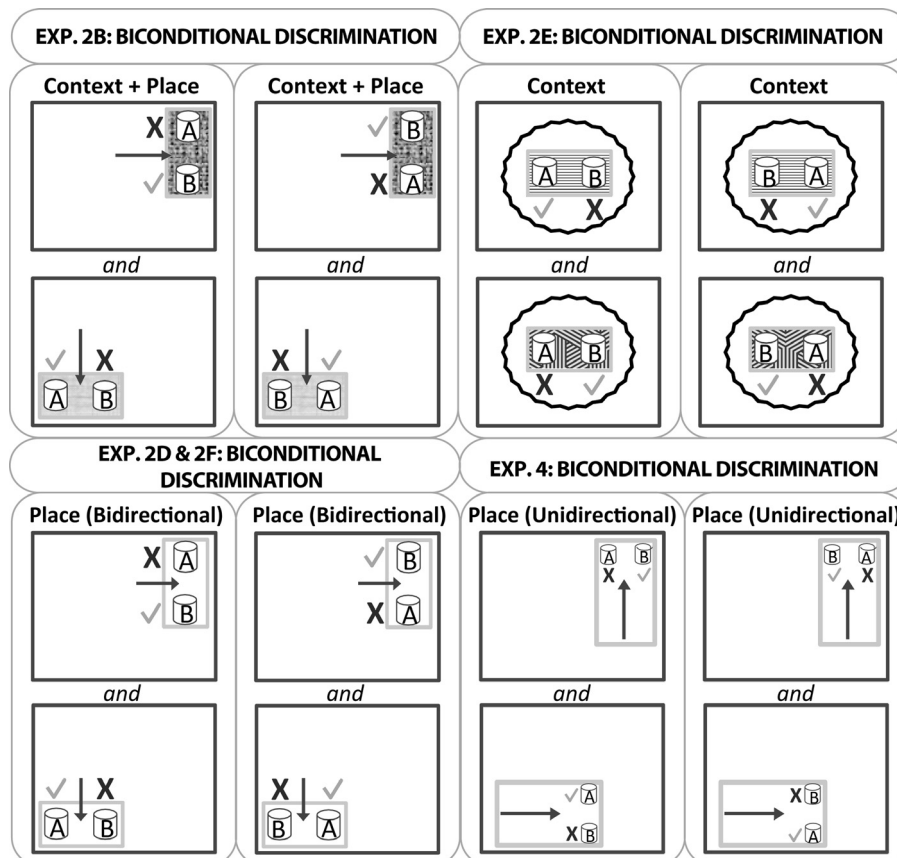 EXP. 2B: BICONDITIONAL DISCRIMINATION
EXP. 2E: BICONDITIONAL DISCRIMINATION
Context + Place
Context + Place
Context
Context
X A
B
B
X A
A B
X
B A
X
and
and
and
and
X
A B
X
B A
A B
X
B A
X
EXP. 2D & 2F: BICONDITIONAL
DISCRIMINATION
EXP. 4: BICONDITIONAL DISCRIMINATION
Place (Bidirectional)
Place (Bidirectional)
Place (Unidirectional)
Place (Unidirectional)
X A
B
B
X A
A B
X
B A
X
and
and
and
and
X
A B
X
B A
A
X B
X B
A